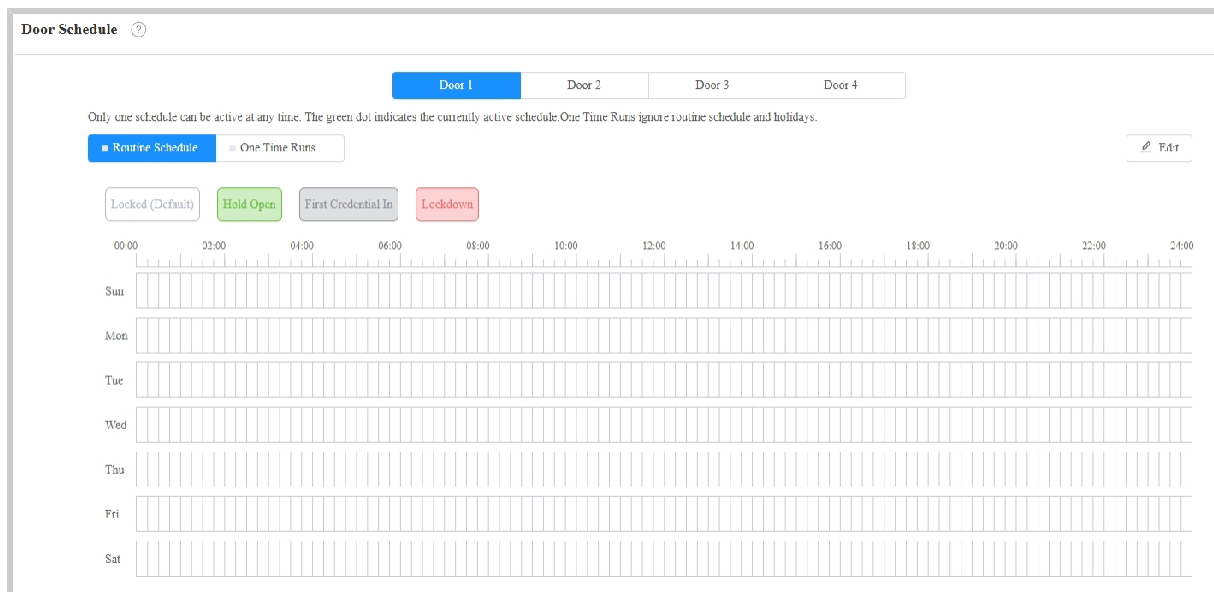 Door Schedule ?
Door 1 Door 2 Door 3 Door 4
Only one schedule can be active at any time. The green dot indicates the currently active schedule.One Time Runs ignore routine schedule and holidays.
Routine Schedule One Time Runs Edit
Locked (Default) Hold Open First Credential In Lockdown
00:00 02:00 04:00 06:00 08:00 10:00 12:00 14:00 16:00 18:00 20:00 22:00 24:00
Sun
Mon
Tue
Wed
Thu
Fri
Sat